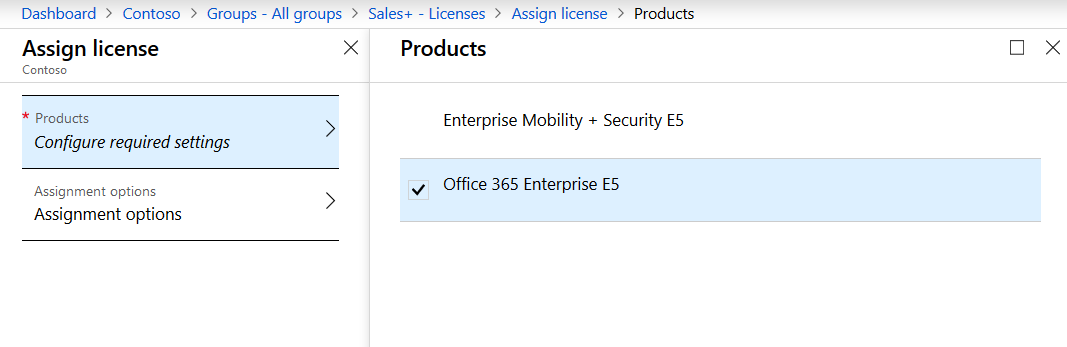 Dashboard > Contoso > Groups - All groups > Sales+ - Licenses > Assign license > Products
Assign license
Contoso
* Products
Configure required settings
Assignment options
Assignment options
Products
Enterprise Mobility + Security E5
Office 365 Enterprise E5